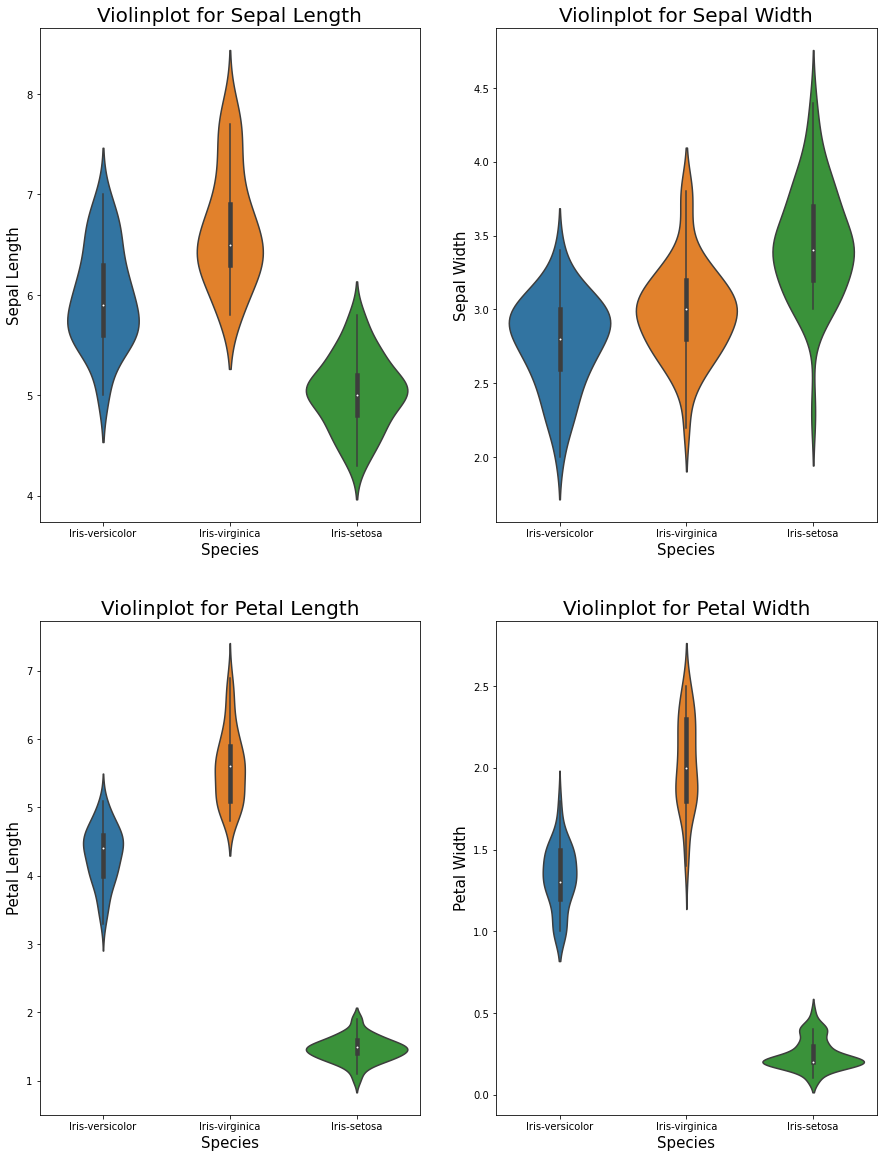 Violinplot for Sepal Length
Sepal Length
8
7
6
5
4
Iris-versicolor Iris-virginica Iris-setosa
Species
Violinplot for Sepal Width
Sepal Width
4.5
4.0
3.5
3.0
2.5
2.0
Iris-versicolor Iris-virginica Iris-setosa
Species
Violinplot for Petal Length
Petal Length
7
6
5
4
3
2
1
Iris-versicolor Iris-virginica Iris-setosa
Species
Violinplot for Petal Width
Petal Width
2.5
2.0
1.5
1.0
0.5
0.0
Iris-versicolor Iris-virginica Iris-setosa
Species